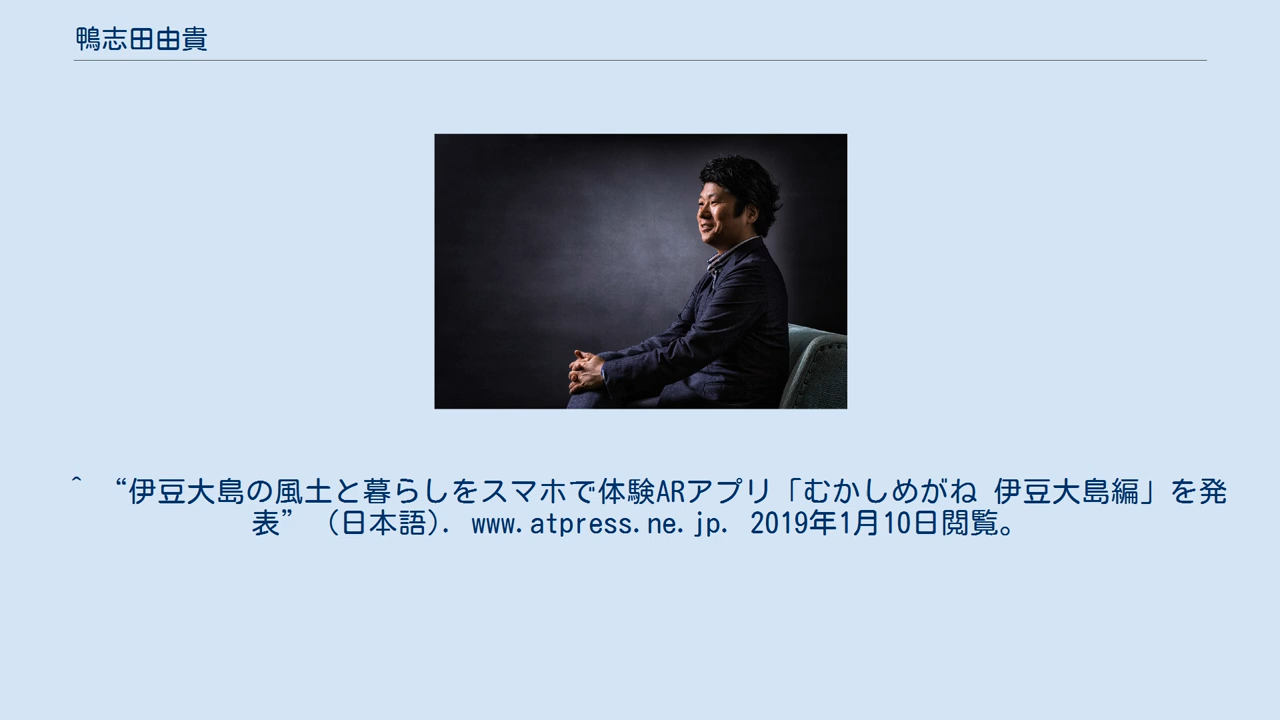 鴨志田由貴
^ “伊豆大島の風土と暮らしをスマホで体験ARアプリ「むかしめがね 伊豆大島編」を発
表” (日本語). www.atpress.ne.jp. 2019年1月10日閲覧。